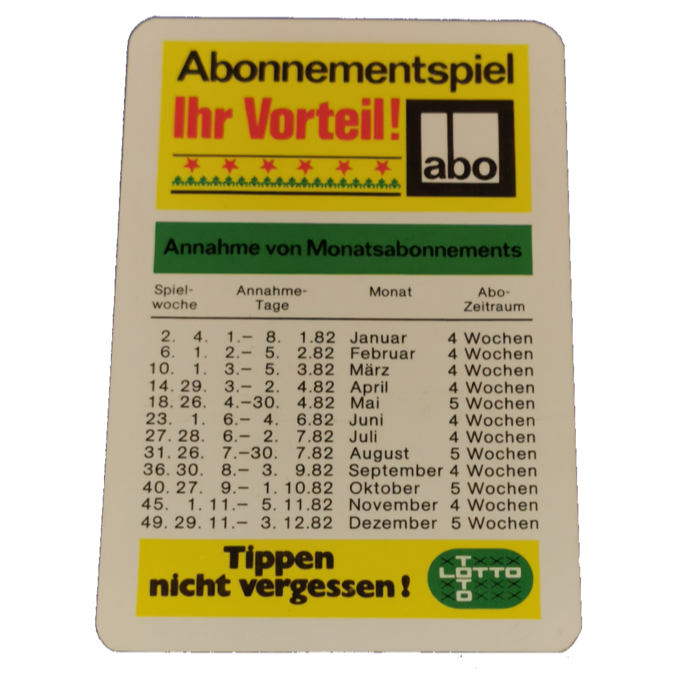 Abonnementspiel
Ihr Vorteil!
abo
Annahme von Monatsabonnements
Spiel- Annahme- Monat Abo-
woche Tage Zeitraum
2. 4. 1.– 8. 1.82 Januar 4 Wochen
6. 1. 2.– 5. 2.82 Februar 4 Wochen
10. 1. 3.– 5. 3.82 März 4 Wochen
14. 29. 3.– 2. 4.82 April 4 Wochen
18. 26. 4.–30. 4.82 Mai 5 Wochen
23. 1. 6.– 4. 6.82 Juni 4 Wochen
27. 28. 6.– 2. 7.82 Juli 4 Wochen
31. 26. 7.–30. 7.82 August 5 Wochen
36. 30. 8.– 3. 9.82 September 4 Wochen
40. 27. 9.– 1. 10.82 Oktober 5 Wochen
45. 1. 11.– 5. 11.82 November 4 Wochen
49. 29. 11.– 3. 12.82 Dezember 5 Wochen
Tippen
nicht vergessen!
LOTTO
TOTO